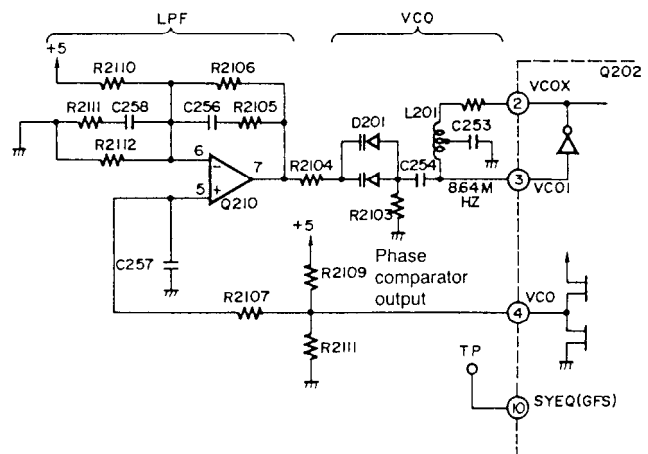 LPF
VCO
+5
R2110
R2106
Q202
R2111
C258
C256
R2105
D201
L201
2
VCOX
C253
R2112
6
7
R2104
C254
3
VCO1
5
Q210
R2103
8.64M
HZ
+5
C257
R2109
Phase
comparator
output
R2107
4
VCO
R2111
TP
10
SYEQ(GFS)